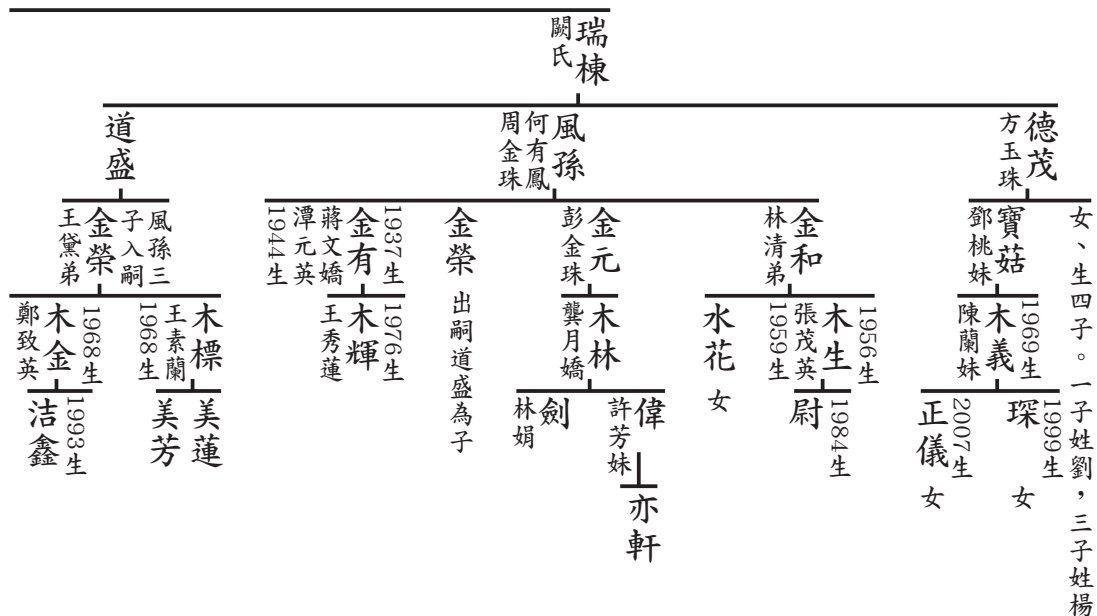 瑞棟
闕氏
德茂
方玉珠
風孫
何有鳳
周金珠
道盛
女、生四子。一子姓劉，三子姓楊
寶菇
鄧桃妹
金和
林清弟
金元
彭金珠
金榮 出嗣道盛為子
1937生
金有
蔣文嬌
潭元英
1944生
風孫三
子入嗣
金榮
王黛弟
1969生
木義
陳蘭妹
1956生
木生
張茂英
1959生
水花 女
木林
龔月嬌
1976生
木輝
王秀蓮
木標
王素蘭
1968生
1968生
木金
鄭致英
1999生
琛 女
2007生
正儀 女
1984生
尉
偉
許芳妹
劍
林娟
美蓮
美芳
1993生
洁鑫
亦軒